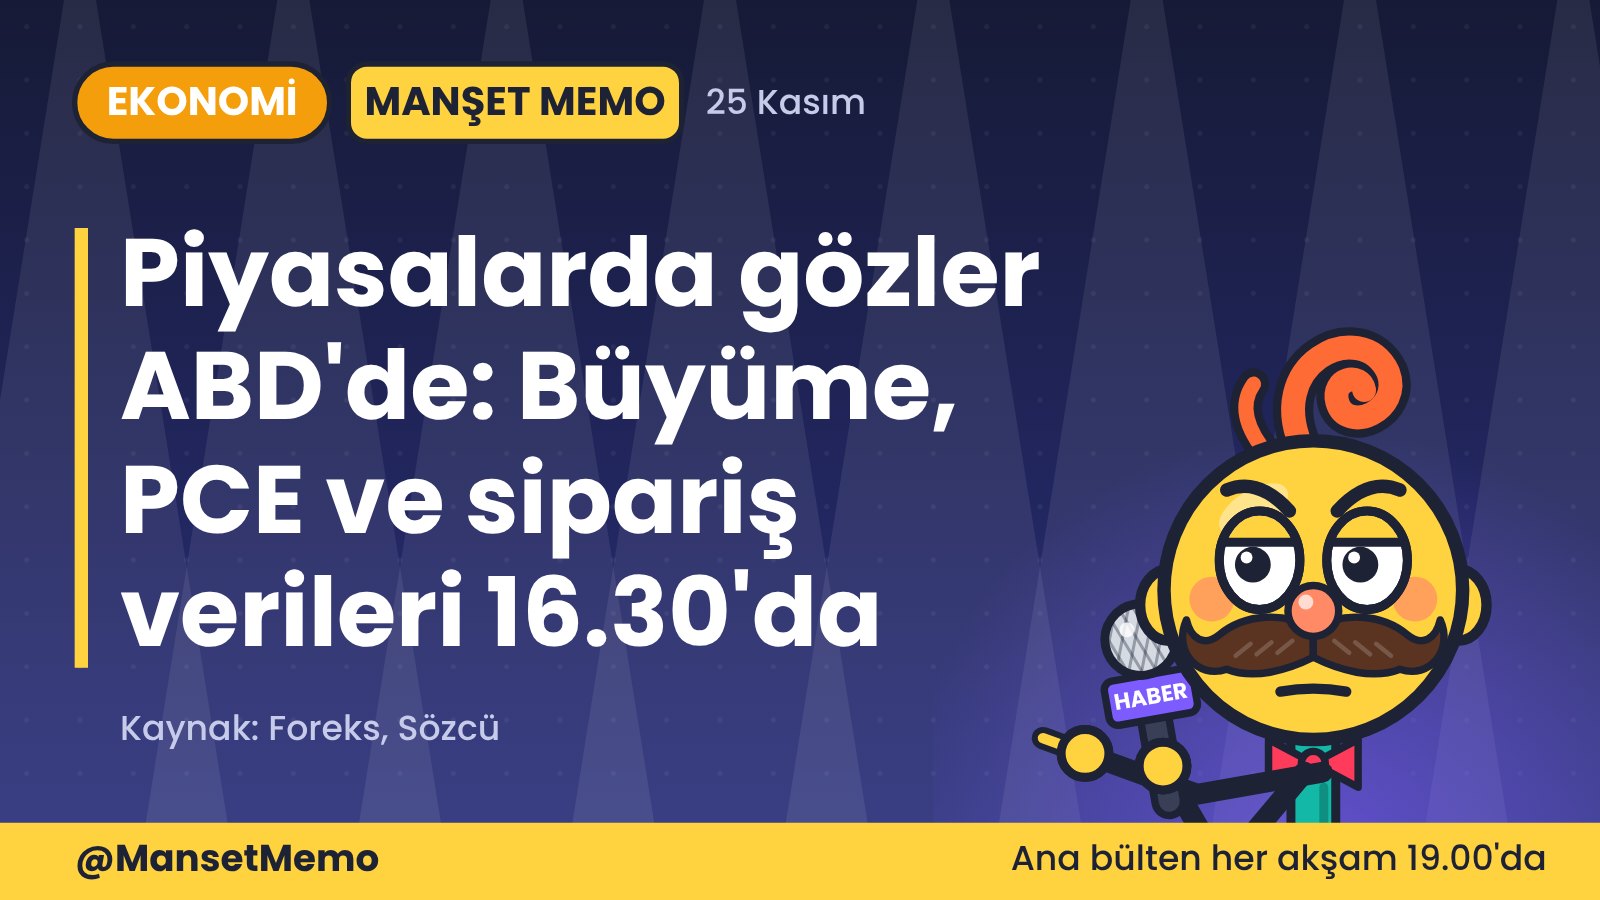 EKONOMİ
MANŞET MEMO
25 Kasım
Piyasalarda gözler
ABD'de: Büyüme,
PCE ve sipariş
verileri 16.30'da
Kaynak: Foreks, Sözcü
HABER
@MansetMemo
Ana bülten her akşam 19.00'da